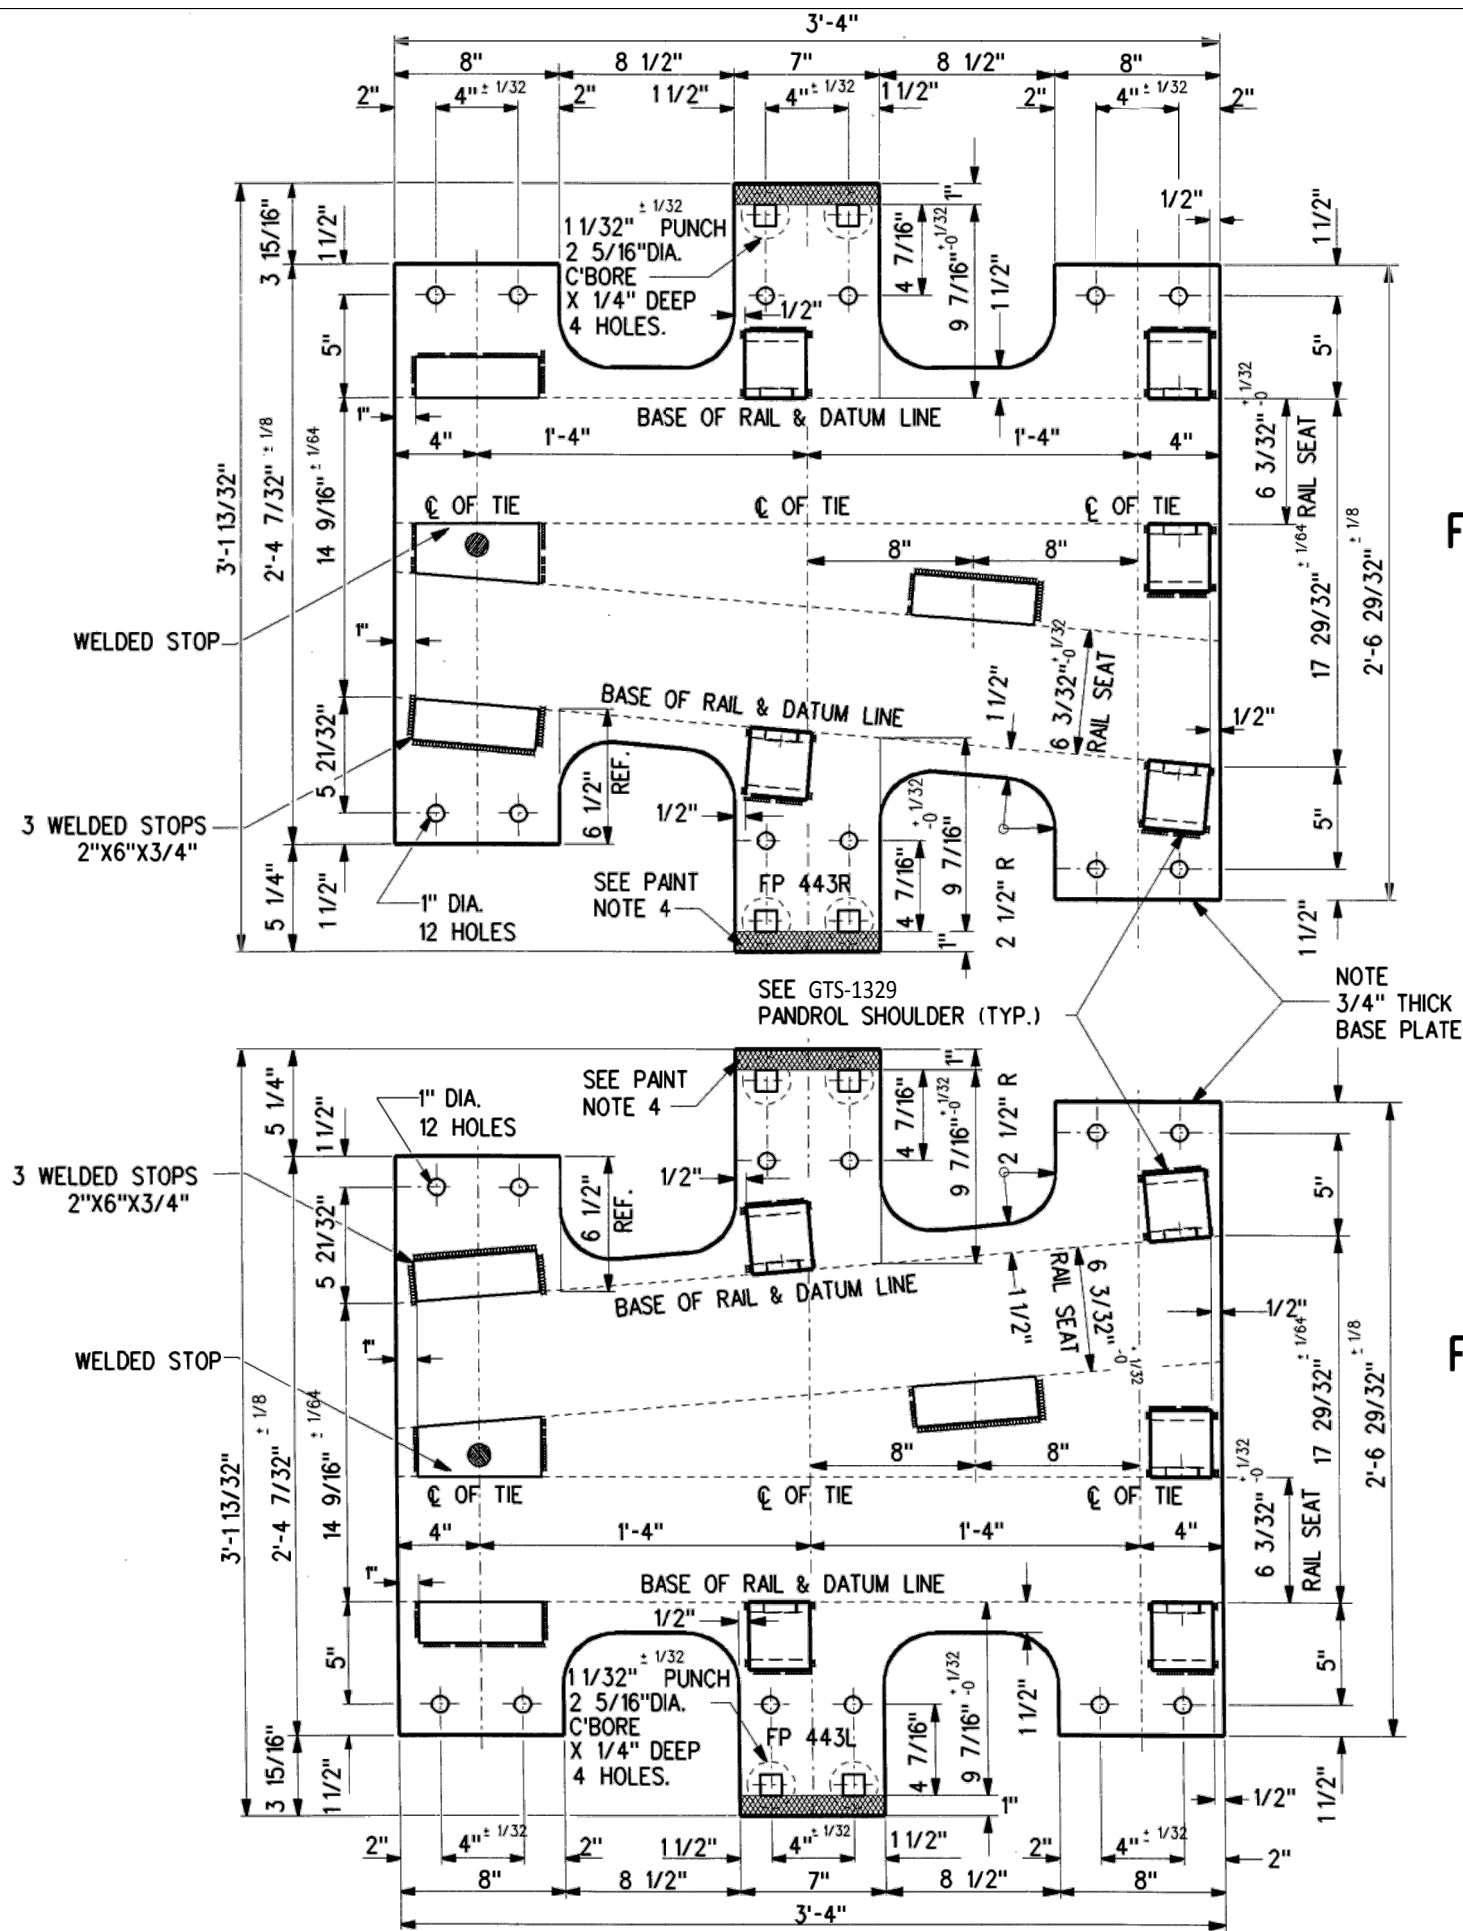 3'-4"
8" 8 1/2" 7" 8 1/2" 8"
2" 4" ± 1/32 2" 1 1/2" 4" ± 1/32 1 1/2" 2" 4" ± 1/32 2"
3 15/16"
1 1/2"
1 1/32" ± 1/32 PUNCH
2 5/16"DIA.
C'BORE
X 1/4" DEEP
4 HOLES.
1"
4 7/16"
9 7/16" +1/32 -0
1 1/2"
1/2"
1 1/2"
1/2"
5"
5"
1"
BASE OF RAIL & DATUM LINE
4" 1'-4" 1'-4" 4"
6 3/32" +1/32 -0
RAIL SEAT
3'-1 13/32"
2'-4 7/32" ± 1/8
14 9/16" ± 1/64
℄ OF TIE ℄ OF TIE ℄ OF TIE
8" 8"
17 29/32" ± 1/64
2'-6 29/32" ± 1/8
F
WELDED STOP
1"
BASE OF RAIL & DATUM LINE
1 1/2"
6 3/32" +1/32 -0
RAIL SEAT
1/2"
5 21/32"
6 1/2"
REF.
1/2"
3 WELDED STOPS
2"X6"X3/4"
5 1/4"
1 1/2"
1" DIA.
12 HOLES
SEE PAINT
NOTE 4
FP 443R
4 7/16"
9 7/16" +1/32 -0
1"
2 1/2" R
5"
1 1/2"
SEE GTS-1329
PANDROL SHOULDER (TYP.)
NOTE
3/4" THICK
BASE PLATE
5 1/4"
1 1/2"
1" DIA.
12 HOLES
SEE PAINT
NOTE 4
1"
4 7/16"
9 7/16" +1/32 -0
2 1/2" R
3 WELDED STOPS
2"X6"X3/4"
5 21/32"
6 1/2"
REF.
1/2"
5"
BASE OF RAIL & DATUM LINE
1 1/2"
6 3/32" +1/32 -0
RAIL SEAT
1/2"
WELDED STOP
1"
3'-1 13/32"
2'-4 7/32" ± 1/8
14 9/16" ± 1/64
17 29/32" ± 1/64
2'-6 29/32" ± 1/8
F
8" 8"
℄ OF TIE ℄ OF TIE ℄ OF TIE
4" 1'-4" 1'-4" 4"
6 3/32" +1/32 -0
RAIL SEAT
1"
BASE OF RAIL & DATUM LINE
1/2"
5"
1 1/32" ± 1/32 PUNCH
2 5/16"DIA.
C'BORE
X 1/4" DEEP
4 HOLES.
FP 443L
4 7/16"
9 7/16" +1/32 -0
1 1/2"
5"
3 15/16"
1 1/2"
1"
1/2"
1 1/2"
2" 4" ± 1/32 2" 1 1/2" 4" ± 1/32 1 1/2" 2" 4" ± 1/32 2"
8" 8 1/2" 7" 8 1/2" 8"
3'-4"